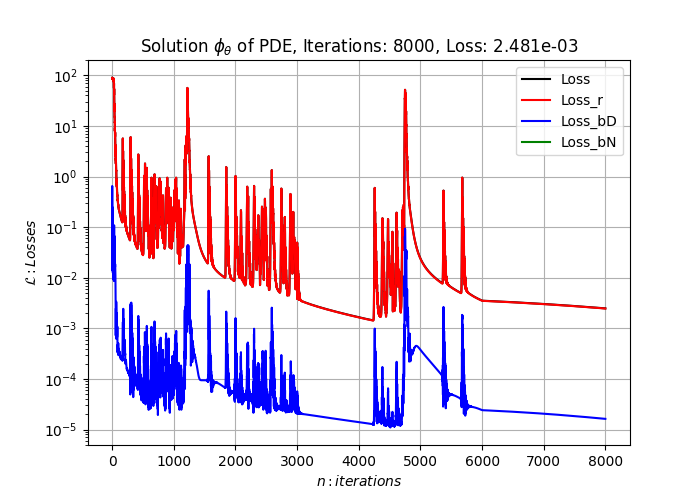 Solution $\phi_\theta$ of PDE, Iterations: 8000, Loss: 2.481e-03
Loss
Loss_r
Loss_bD
Loss_bN
$\mathcal{L}: Losses$
$10^2$
$10^1$
$10^0$
$10^{-1}$
$10^{-2}$
$10^{-3}$
$10^{-4}$
$10^{-5}$
0 1000 2000 3000 4000 5000 6000 7000 8000
$n: iterations$